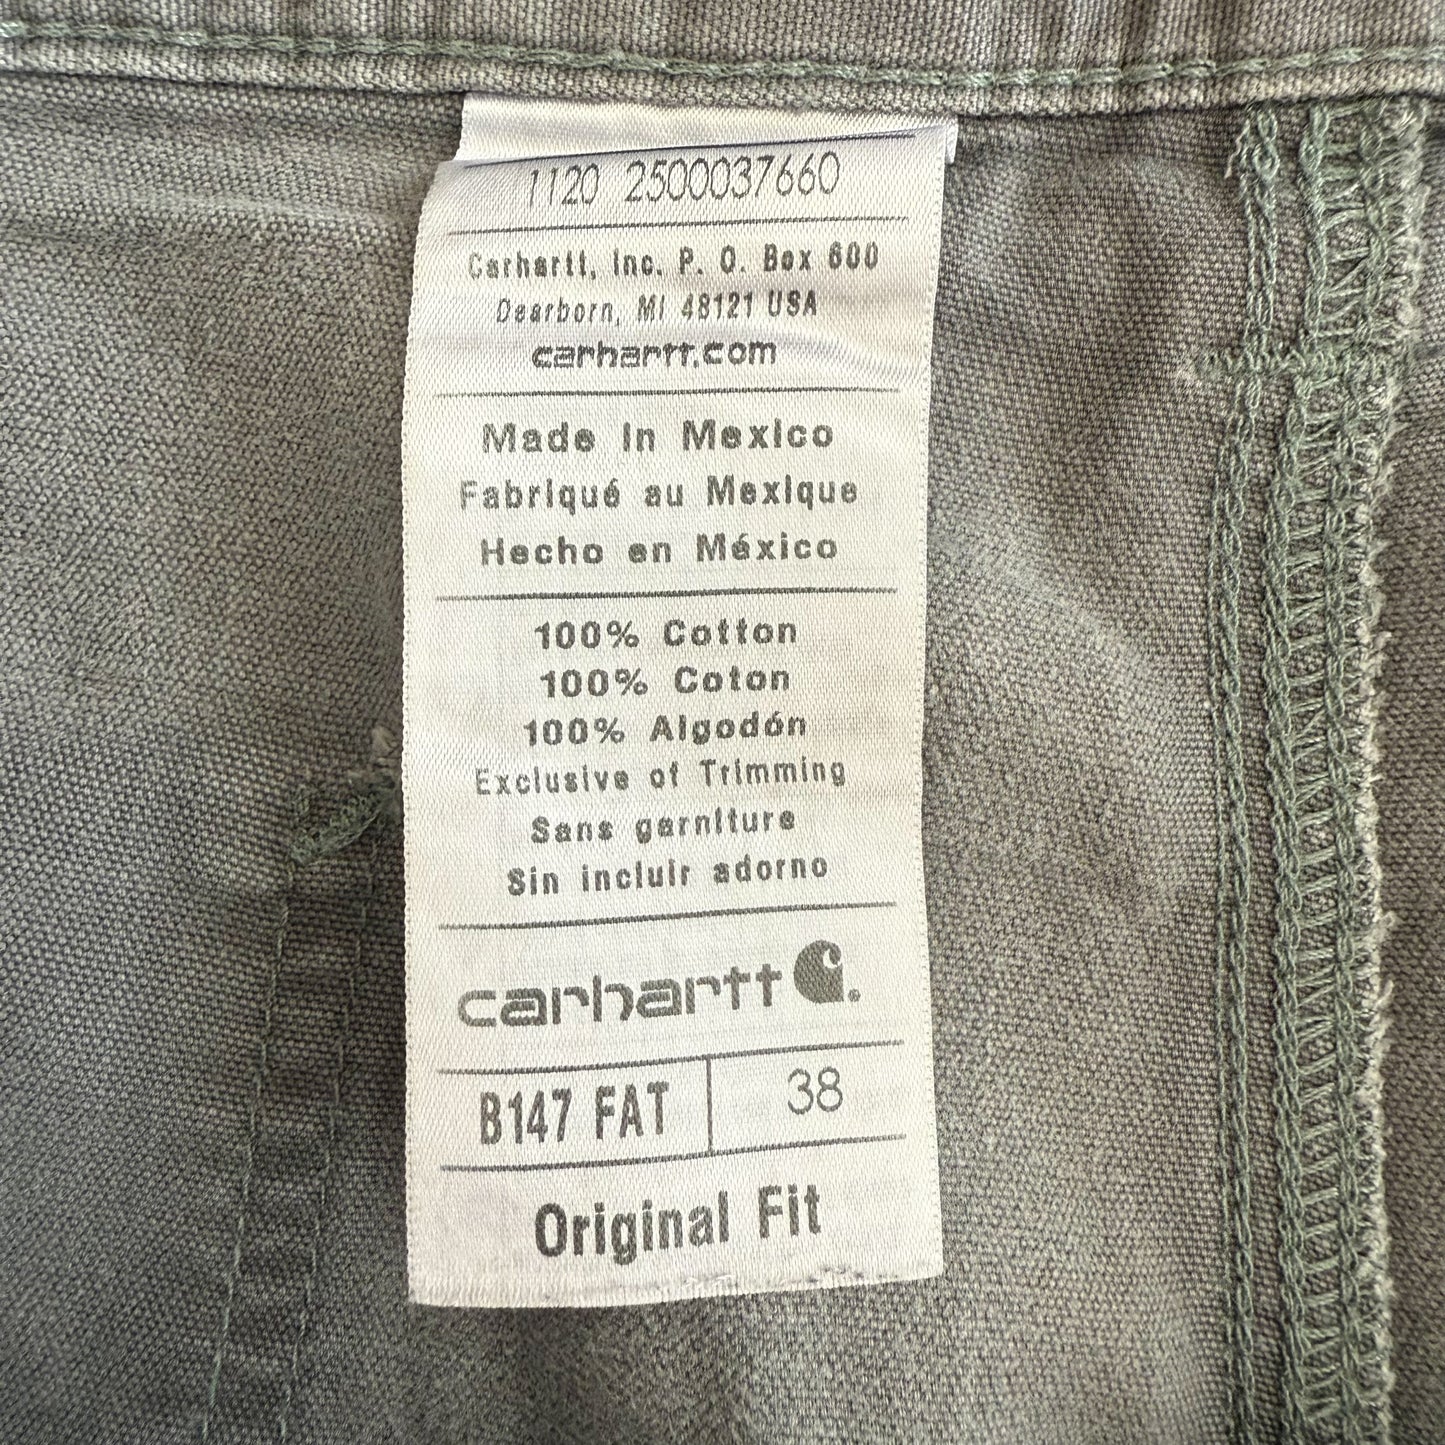 1120 2500037660
Carhartt, Inc. P. O. Box 600
Dearborn, MI 48121 USA
carhartt.com
Made In Mexico
Fabriqué au Mexique
Hecho en México
100% Cotton
100% Coton
100% Algodón
Exclusive of Trimming
Sans garniture
Sin incluir adorno
carhartt
B147 FAT 38
Original Fit